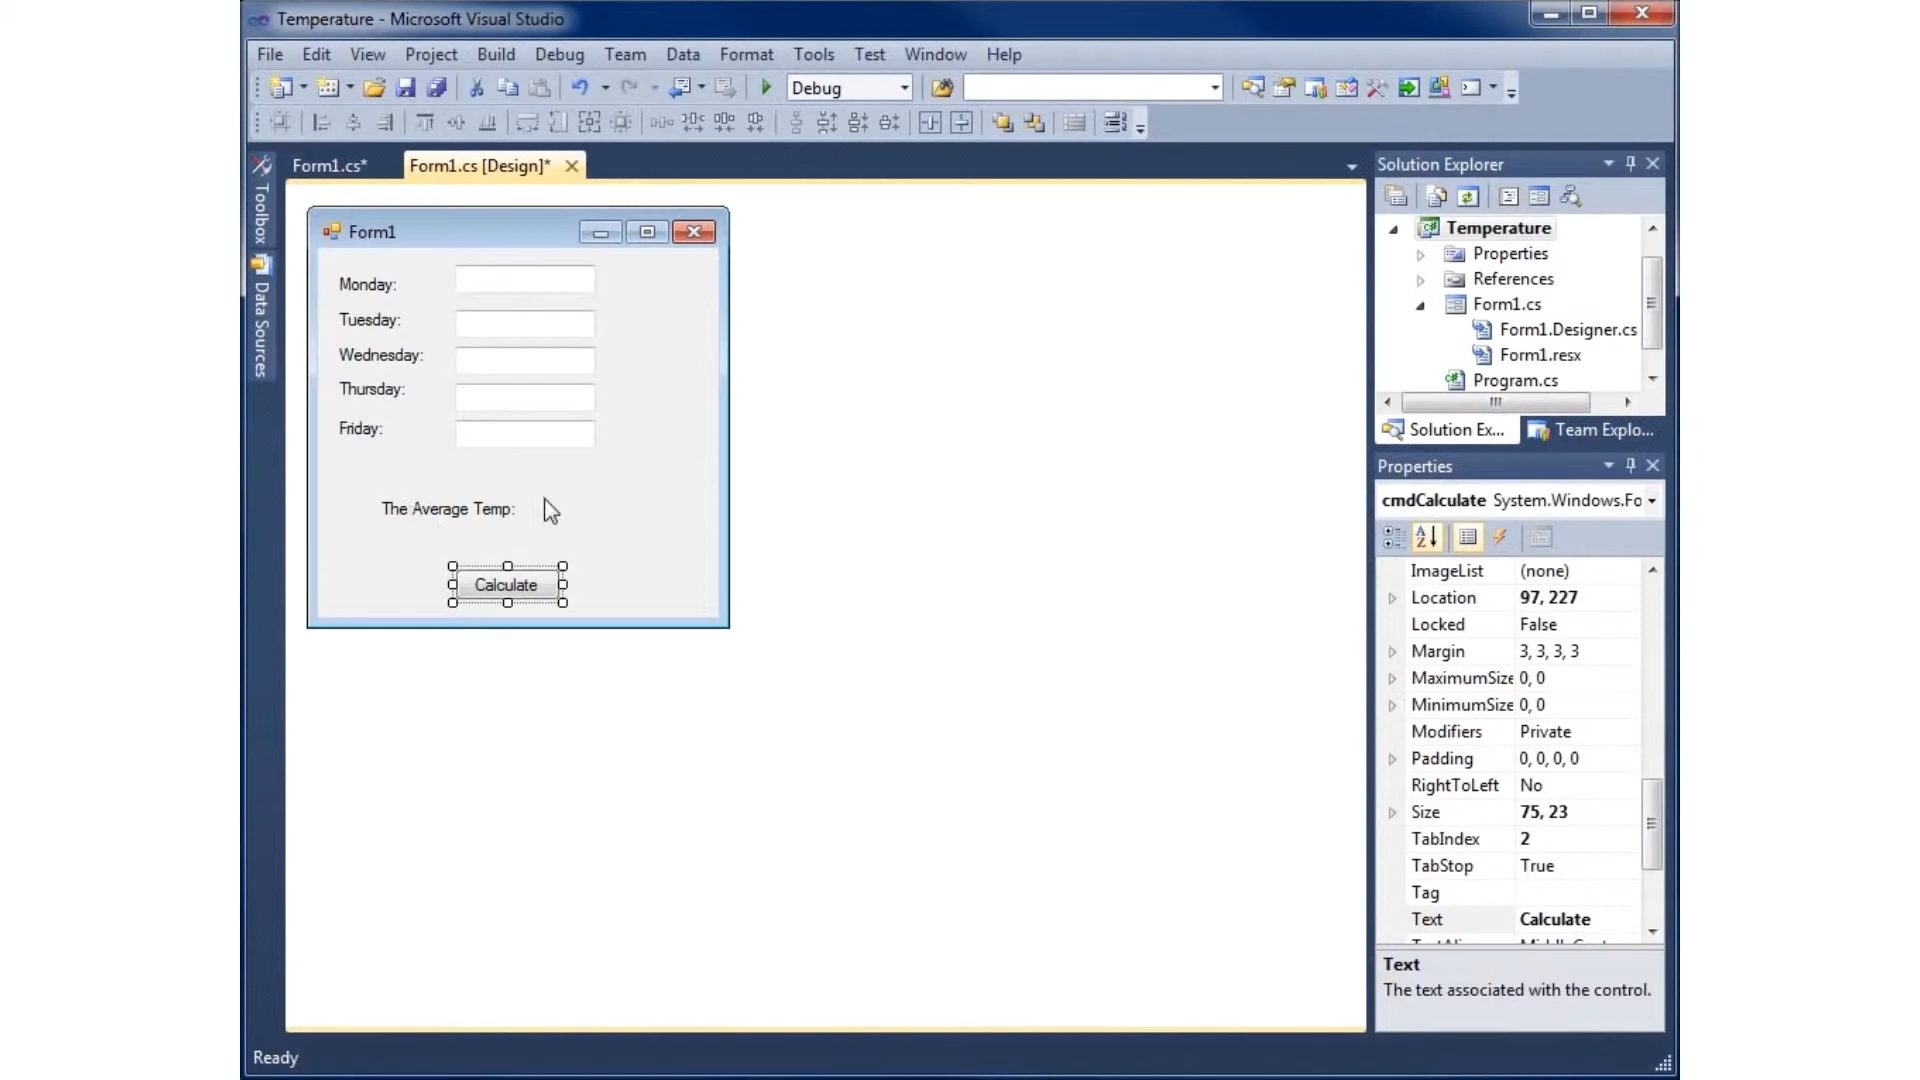 Temperature - Microsoft Visual Studio
File Edit View Project Build Debug Team Data Format Tools Test Window Help
Debug
Toolbox
Data Sources
Form1.cs* Form1.cs [Design]*
Form1
Monday:
Tuesday:
Wednesday:
Thursday:
Friday:
The Average Temp:
Calculate
Solution Explorer
Temperature
Properties
References
Form1.cs
Form1.Designer.cs
Form1.resx
Program.cs
Solution Ex... Team Explo...
Properties
cmdCalculate System.Windows.Fo
ImageList (none)
Location 97, 227
Locked False
Margin 3, 3, 3, 3
MaximumSize 0, 0
MinimumSize 0, 0
Modifiers Private
Padding 0, 0, 0, 0
RightToLeft No
Size 75, 23
TabIndex 2
TabStop True
Tag
Text Calculate
Text
The text associated with the control.
Ready